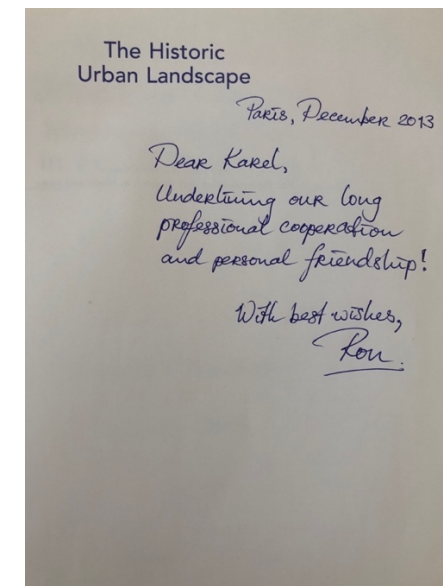 The Historic
Urban Landscape
Paris, December 2013
Dear Karel,
Underlining our long
professional cooperation
and personal friendship!
With best wishes,
Ron.